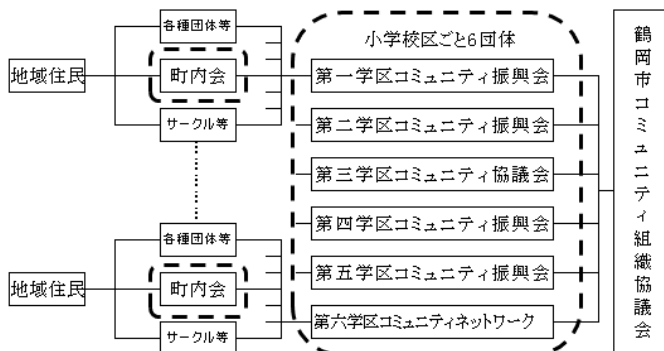 各種団体等
小学校区ごと6団体
地域住民
町内会
第一学区コミュニティ振興会
サークル等
第二学区コミュニティ振興会
第三学区コミュニティ協議会
第四学区コミュニティ振興会
各種団体等
第五学区コミュニティ振興会
地域住民
町内会
第六学区コミュニティネットワーク
サークル等
鶴岡市コミュニティ組織協議会